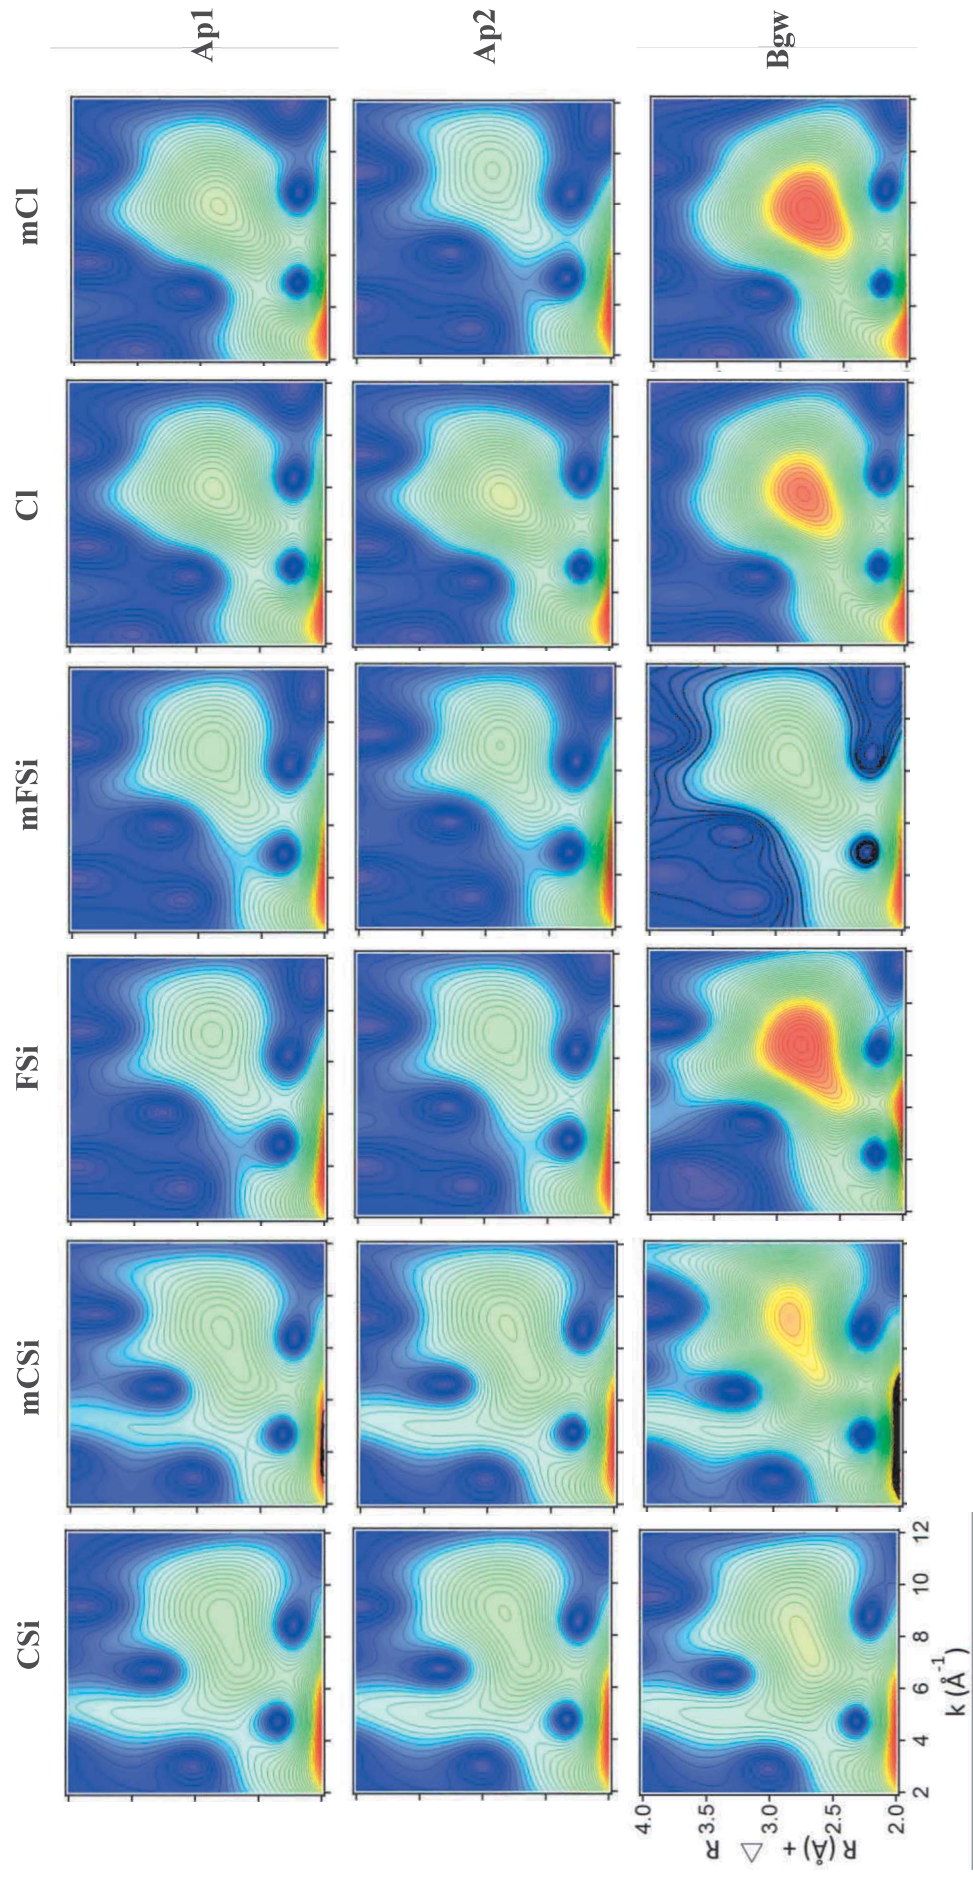 Ap1
Ap2
Bgw
mCl
Cl
mFSi
FSi
mCSi
CSi
4.0
3.5
3.0
2.5
2.0
R(Å) + △ R
2
4
6
8
10
12
k (Å-1)